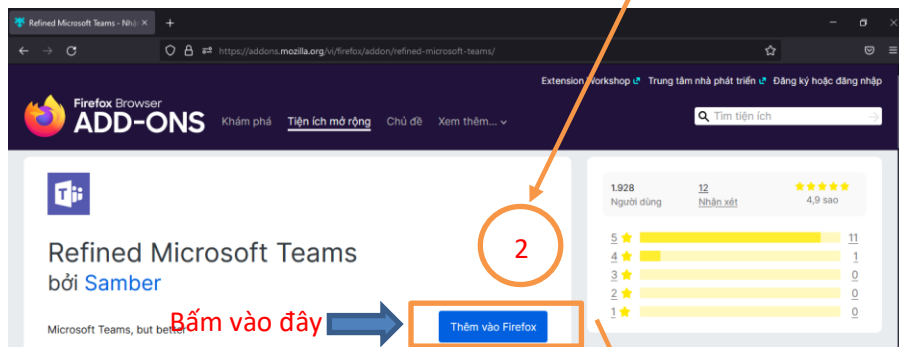 Refined Microsoft Teams - Nhậ
https://addons.mozilla.org/vi/firefox/addon/refined-microsoft-teams/
Extension Workshop Trung tâm nhà phát triển Đăng ký hoặc đăng nhập
Firefox Browser
ADD-ONS Khám phá Tiện ích mở rộng Chủ đề Xem thêm...
Tìm tiện ích
Refined Microsoft Teams
bởi Samber
Microsoft Teams, but better
Bấm vào đây
Thêm vào Firefox
2
1.928 12
Người dùng Nhận xét 4,9 sao
5 11
4 1
3 0
2 0
1 0